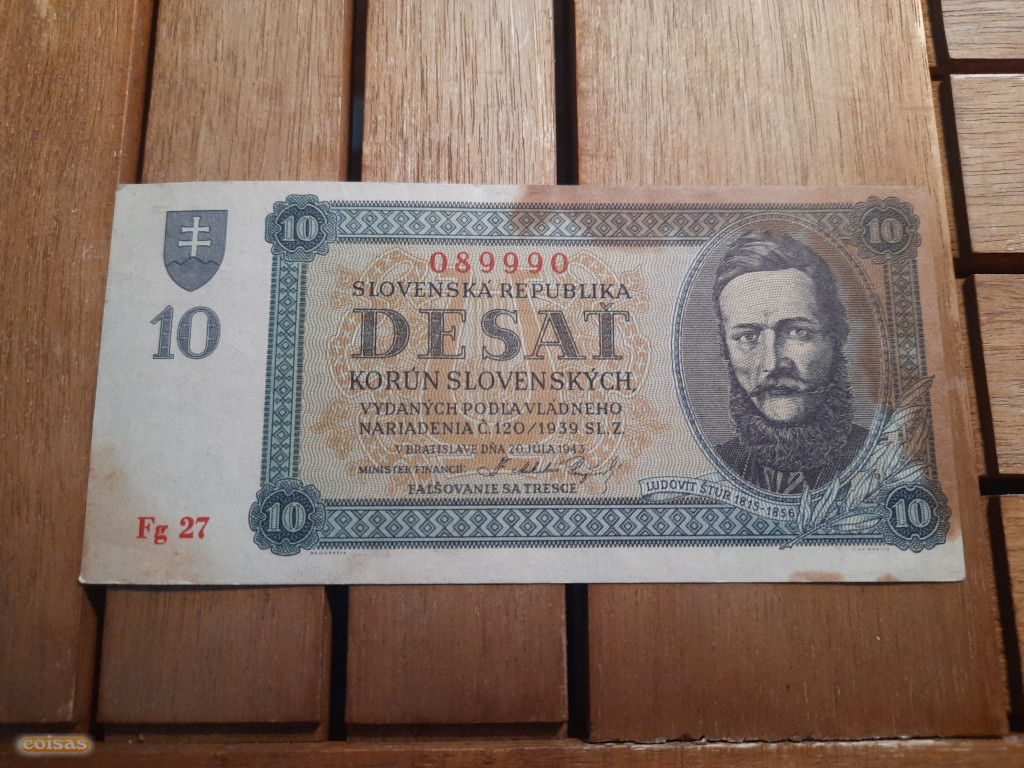 10
10
089990
SLOVENSKÁ REPUBLIKA
DESAŤ
KORÚN SLOVENSKÝCH,
VYDANÝCH PODĽA VLÁDNEHO
NARIADENIA Č. 120/1939 SL. Z.
V BRATISLAVE DŇA 20. JÚLA 1943
MINISTER FINANCIÍ:
FALŠOVANIE SA TRESCE
10
ĽUDOVÍT ŠTÚR 1815-1856
Fg 27
10
10
coisas